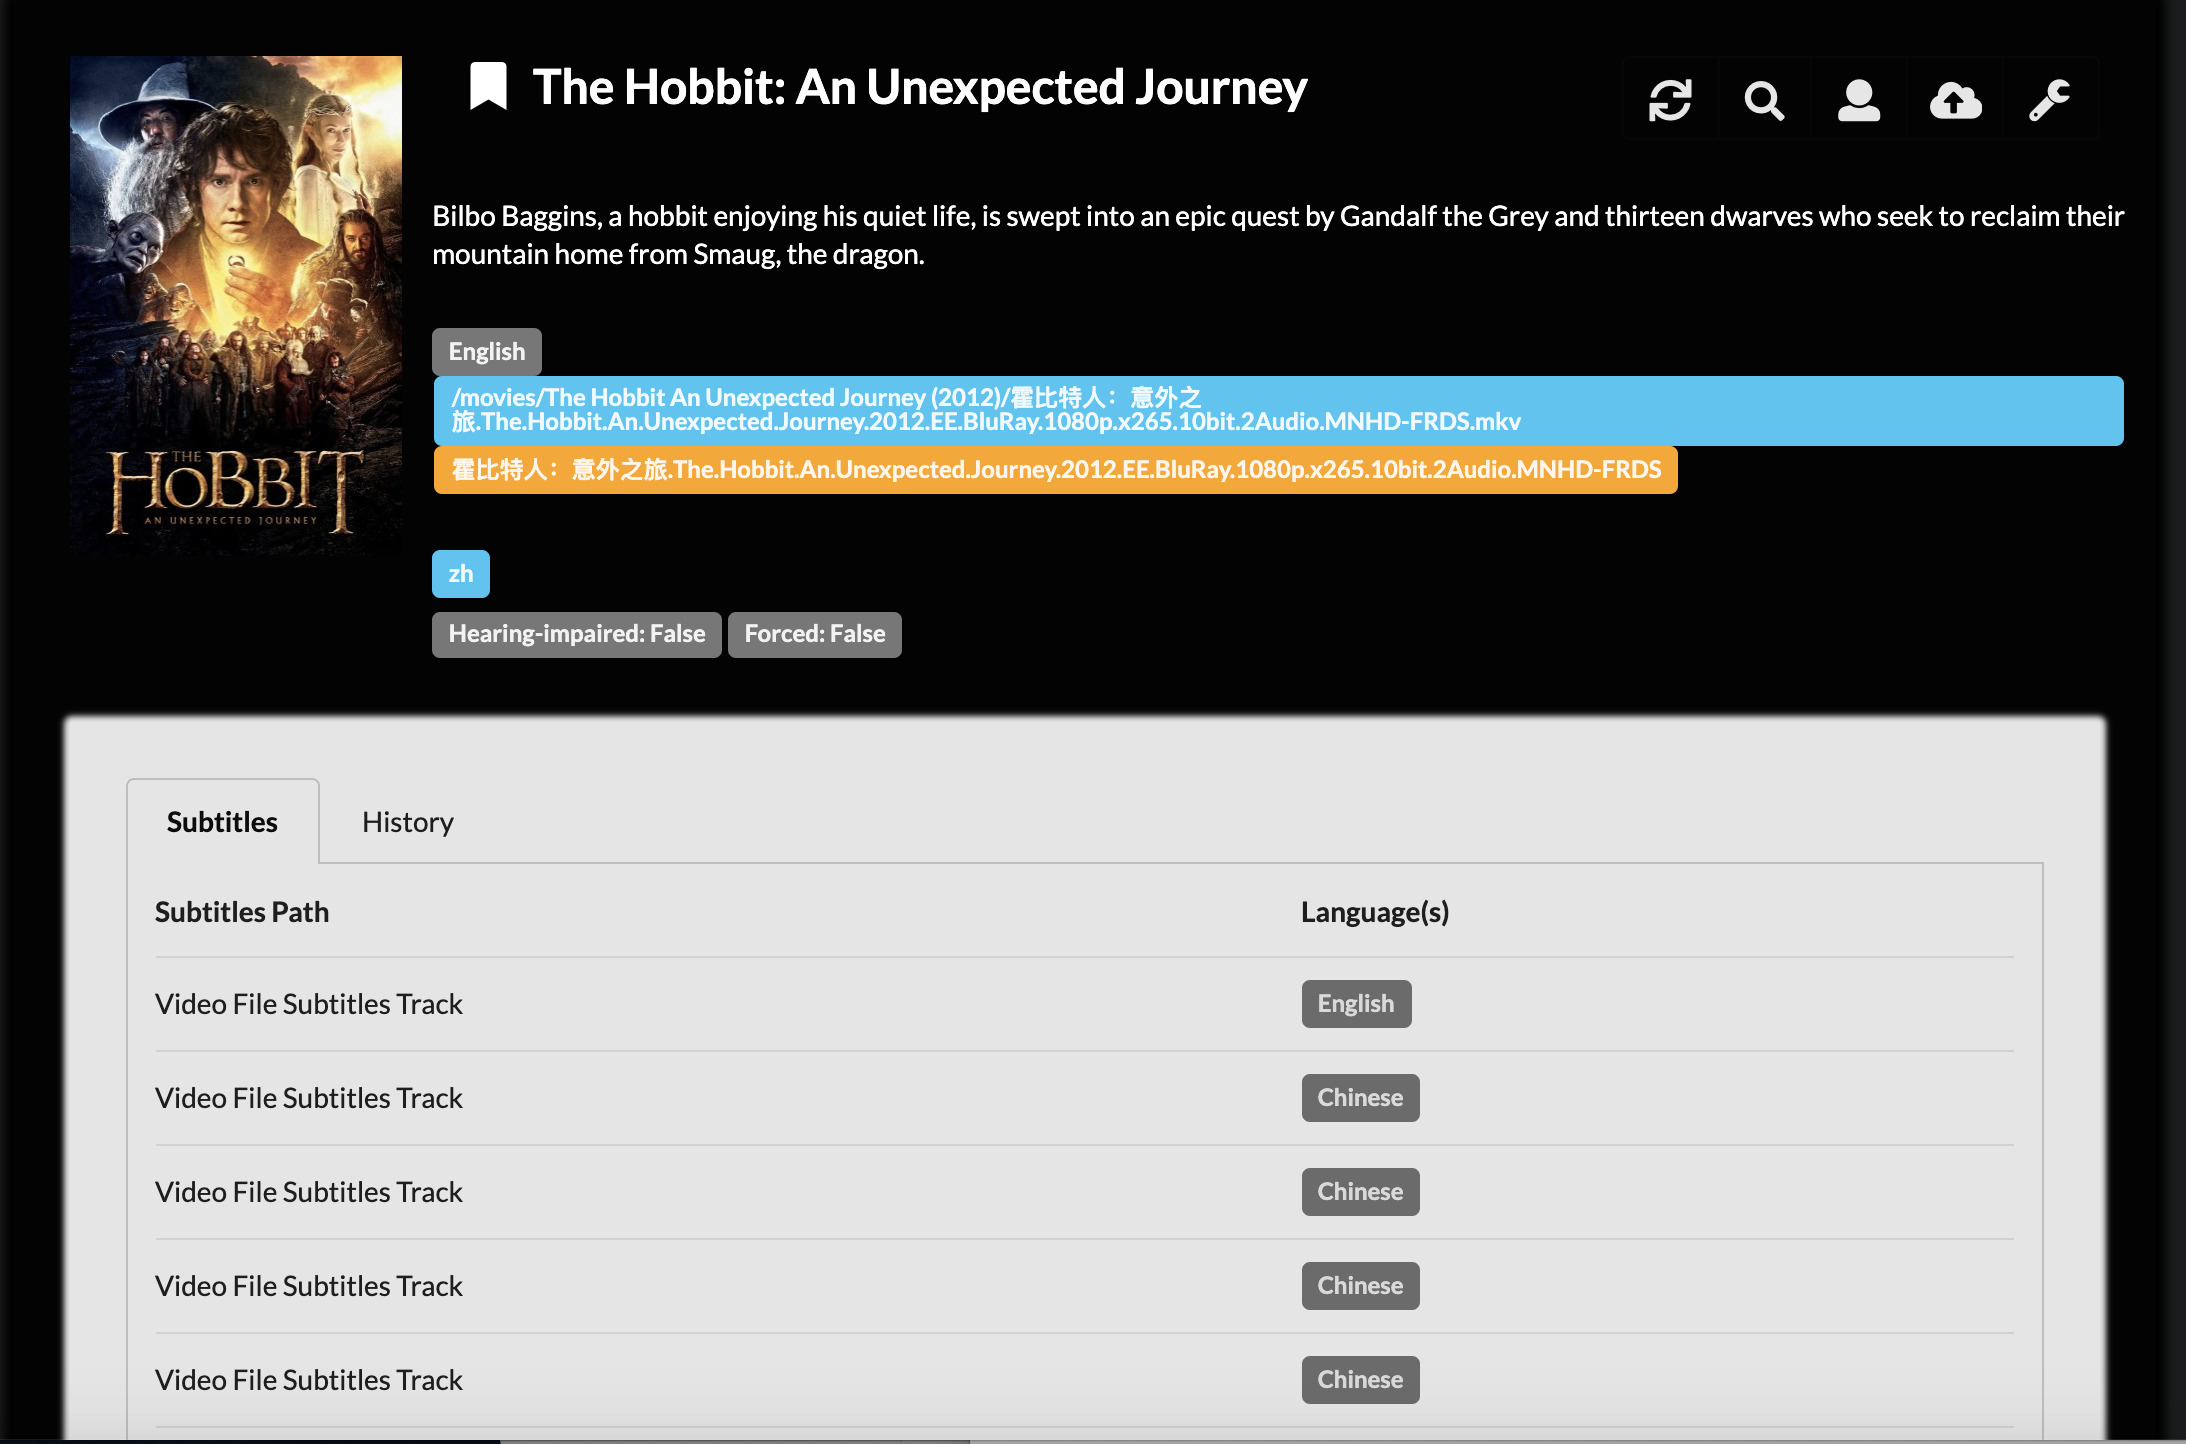 The Hobbit: An Unexpected Journey
Bilbo Baggins, a hobbit enjoying his quiet life, is swept into an epic quest by Gandalf the Grey and thirteen dwarves who seek to reclaim their
mountain home from Smaug, the dragon.
English
/movies/The Hobbit An Unexpected Journey (2012)/霍比特人：意外之
旅.The.Hobbit.An.Unexpected.Journey.2012.EE.BluRay.1080p.x265.10bit.2Audio.MNHD-FRDS.mkv
霍比特人：意外之旅.The.Hobbit.An.Unexpected.Journey.2012.EE.BluRay.1080p.x265.10bit.2Audio.MNHD-FRDS
THE
HOBBIT
AN UNEXPECTED JOURNEY
zh
Hearing-impaired: False Forced: False
Subtitles History
Subtitles Path Language(s)
Video File Subtitles Track English
Video File Subtitles Track Chinese
Video File Subtitles Track Chinese
Video File Subtitles Track Chinese
Video File Subtitles Track Chinese